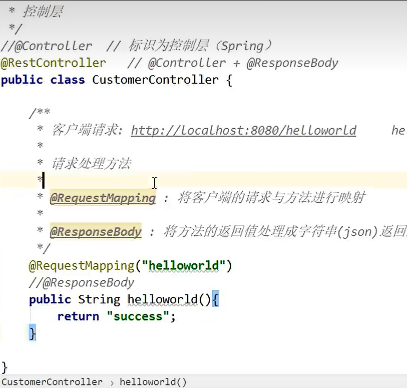 * 控制层
*/
//@Controller // 标识为控制层（Spring）
@RestController // @Controller + @ResponseBody
public class CustomerController {
/**
* 客户端请求: http://localhost:8080/helloworld he
*
* 请求处理方法
*
* @RequestMapping : 将客户端的请求与方法进行映射
*
* @ResponseBody : 将方法的返回值处理成字符串(json)返回
*/
@RequestMapping("helloworld")
//@ResponseBody
public String helloworld(){
return "success";
}
}
CustomerController › helloworld()